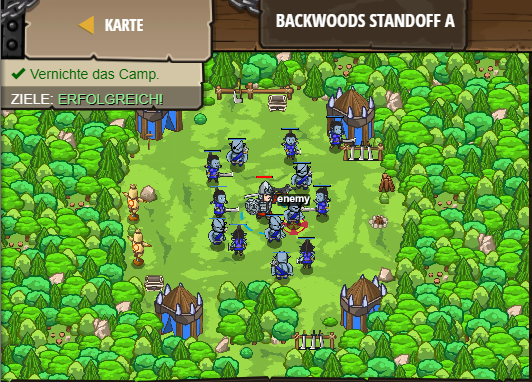 KARTE
BACKWOODS STANDOFF A
Vernichte das Camp.
ZIELE: ERFOLGREICH!
enemy